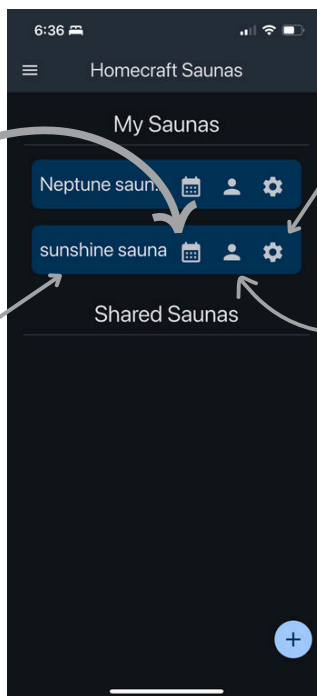 6:36
Homecraft Saunas
My Saunas
Neptune saun.
sunshine sauna
Shared Saunas
+